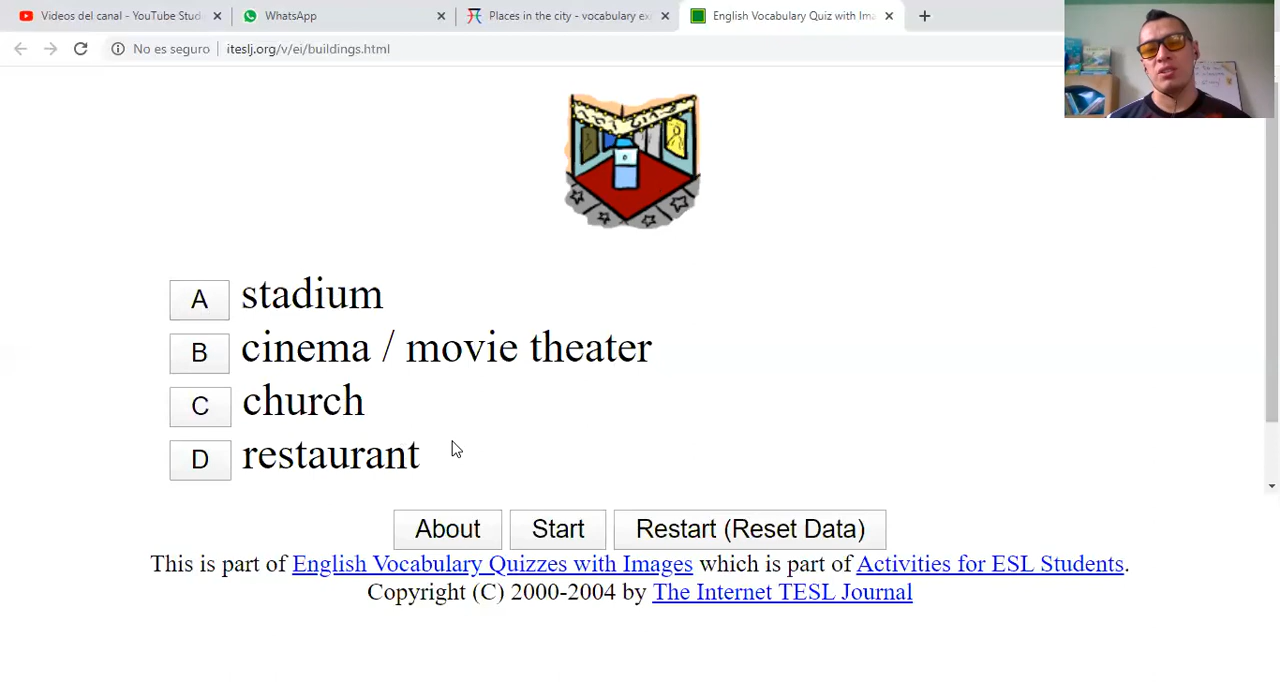 Videos del canal - YouTube Stud
WhatsApp
Places in the city - vocabulary ex
English Vocabulary Quiz with Ima
No es seguro
iteslj.org/v/ei/buildings.html
A stadium
B cinema / movie theater
C church
D restaurant
About Start Restart (Reset Data)
This is part of English Vocabulary Quizzes with Images which is part of Activities for ESL Students.
Copyright (C) 2000-2004 by The Internet TESL Journal